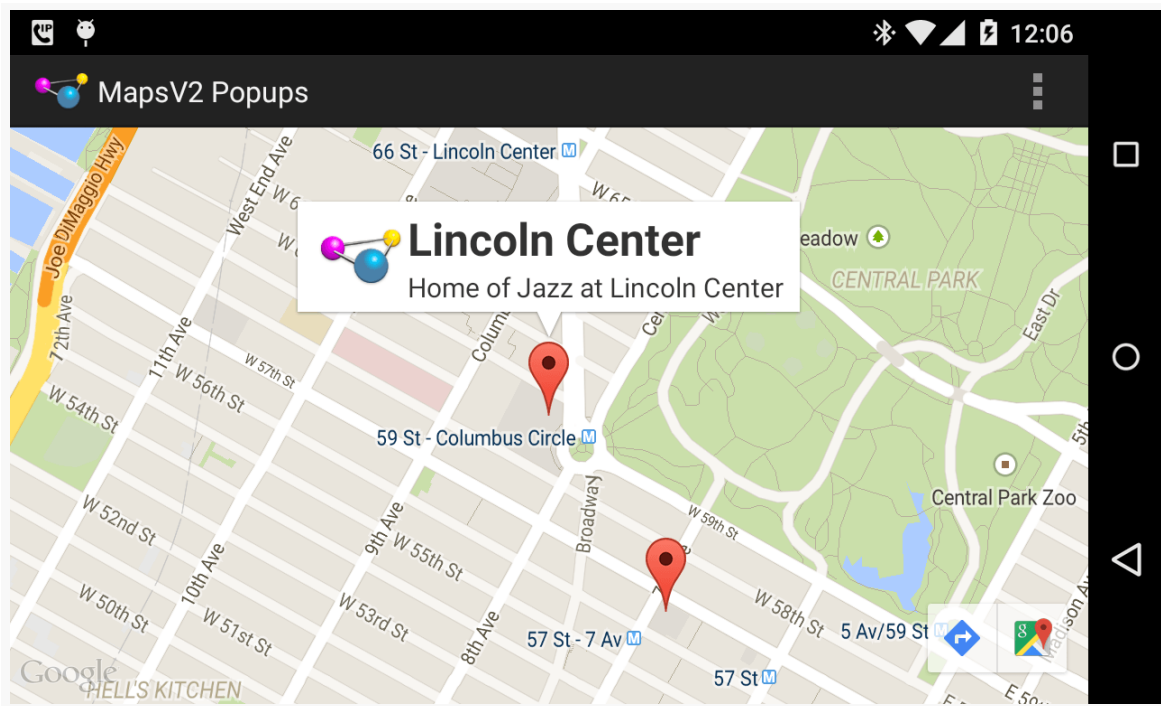 12:06
MapsV2 Popups
66 St - Lincoln Center M
Joe DiMaggio Hwy
West End Ave
Lincoln Center
Home of Jazz at Lincoln Center
eadow
CENTRAL PARK
East Dr
12th Ave
11th Ave
W 57th St
W 56th St
W 54th St
59 St - Columbus Circle M
Central Park Zoo
W 52nd St
9th Ave
Broadway
W 59th St
10th Ave
W 55th St
W 50th St
W 51st St
W 53rd St
8th Ave
W 58th St
57 St - 7 Av M
5 Av/59 St M
57 St M
Google
HELL'S KITCHEN